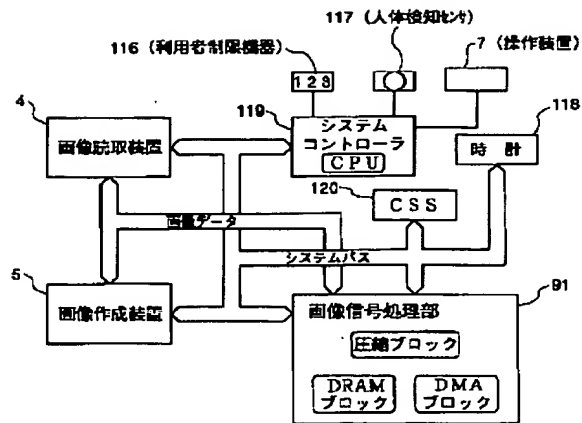 117（人体検知センサ）
116（利用者制限機器）
7（操作装置）
123
4
119
118
画像読取装置
システム
コントローラ
CPU
時計
120
CSS
画像データ
システムバス
5
91
画像作成装置
画像信号処理部
圧縮ブロック
DRAM
ブロック
DMA
ブロック